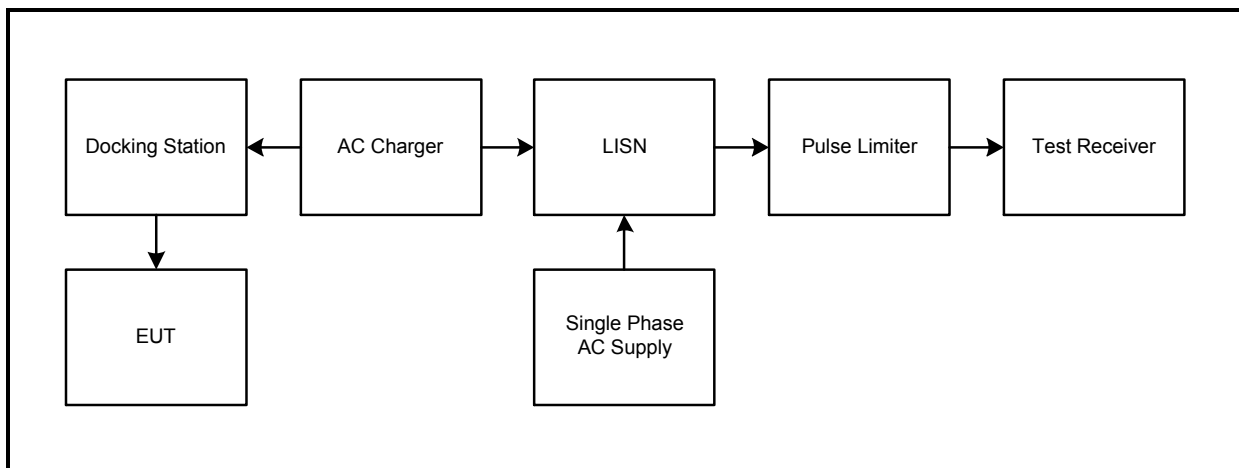 Docking Station
AC Charger
LISN
Pulse Limiter
Test Receiver
EUT
Single Phase
AC Supply